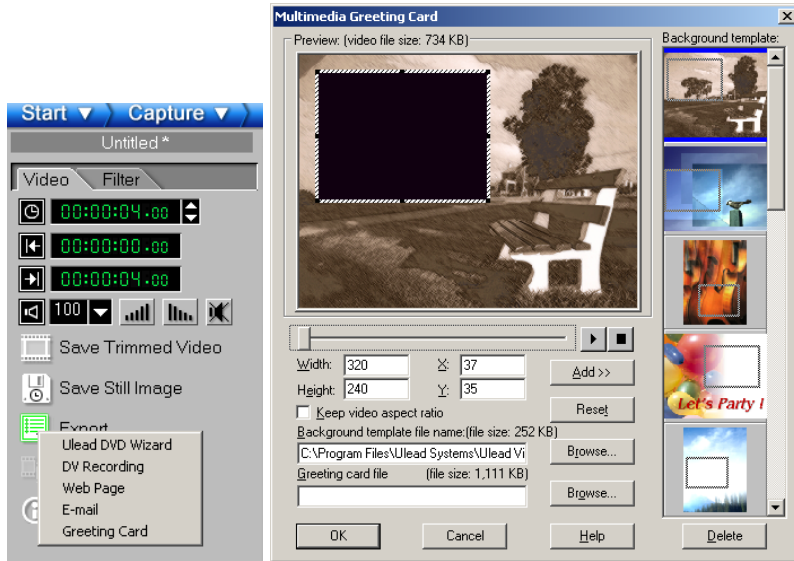 Start ▼ Capture ▼
Untitled *
Video Filter
00:00:04.00
00:00:00.00
00:00:04.00
100
Save Trimmed Video
Save Still Image
Export
Ulead DVD Wizard
DV Recording
Web Page
E-mail
Greeting Card
Multimedia Greeting Card
Preview: (video file size: 734 KB)
Background template:
Let's Party !
Width: 320 X: 37 Add >>
Height: 240 Y: 35
Keep video aspect ratio Reset
Background template file name:(file size: 252 KB)
C:\Program Files\Ulead Systems\Ulead Vi Browse...
Greeting card file (file size: 1,111 KB)
Browse...
OK Cancel Help Delete